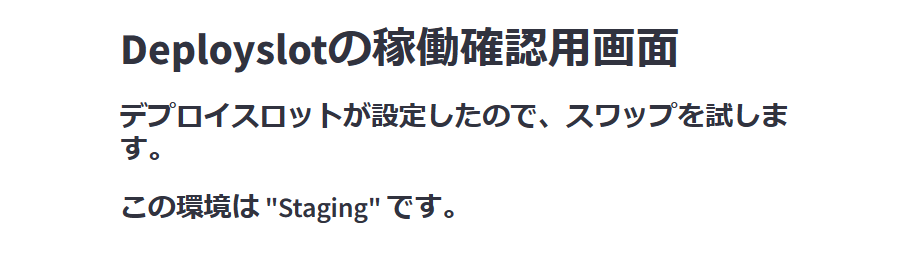 Deployslotの稼働確認用画面
デプロイスロットが設定したので、スワップを試しま
す。
この環境は "Staging" です。